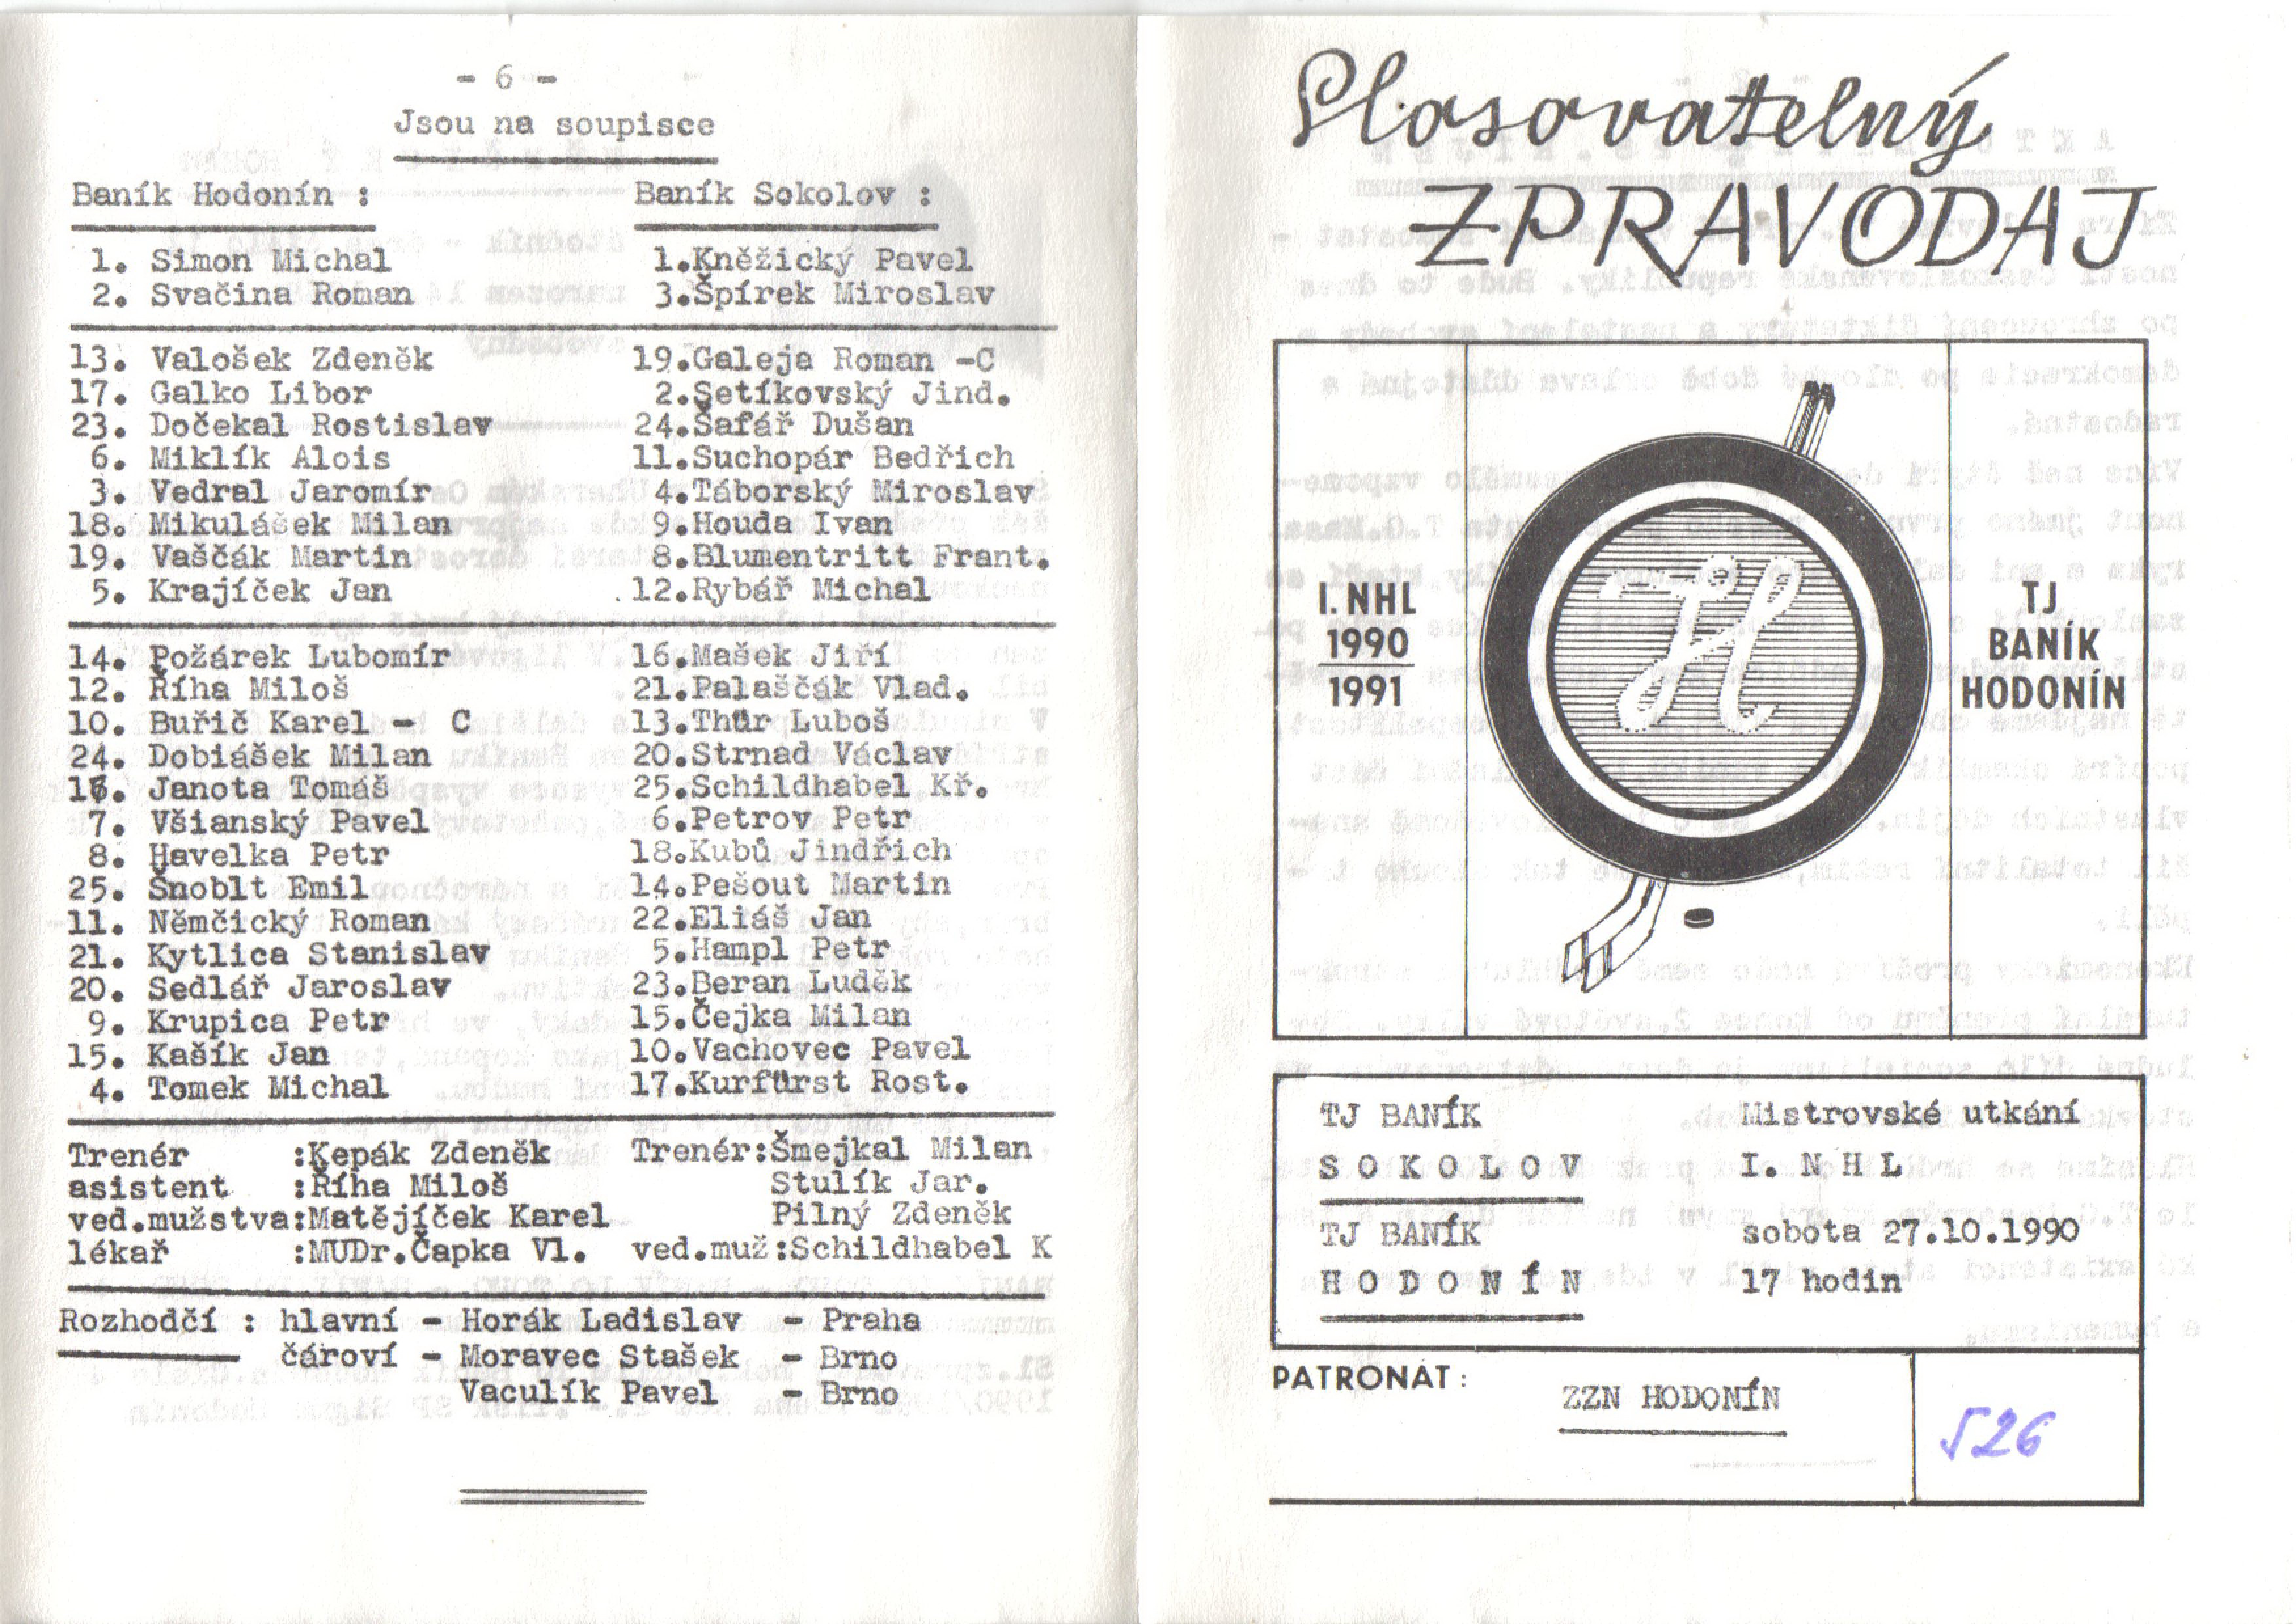 - 6 -
Jsou na soupisce
Baník Hodonín :
1. Simon Michal
2. Svačina Roman
13. Valošek Zdeněk
17. Galko Libor
23. Dočekal Rostislav
6. Miklík Alois
3. Vedral Jaromír
18. Mikulášek Milan
19. Vaščák Martin
5. Krajíček Jan
14. Požárek Lubomír
12. Říha Miloš
10. Buřič Karel - C
24. Dobiášek Milan
Janota Tomáš
7. Všianský Pavel
8. Havelka Petr
25. Šnoblt Emil
11. Němčický Roman
21. Kytlica Stanislav
20. Sedlář Jaroslav
9. Krupica Petr
15. Kašík Jan
4. Tomek Michal
Baník Sokolov :
1.Kněžický Pavel
3.Špírek Miroslav
19.Galeja Roman -C
2.Setíkovský Jind.
24.Šafář Dušan
11.Suchopár Bedřich
4.Táborský Miroslav
9.Houda Ivan
8.Blumentritt Frant.
12.Rybář Michal
16.Mašek Jiří
21.Palaščák Vlad.
13.Thür Luboš
20.Strnad Václav
25.Schildhabel Kř.
6.Petrov Petr
18.Kubů Jindřich
14.Pešout Martin
22.Eliáš Jan
5.Hampl Petr
23.Beran Luděk
15.Čejka Milan
10.Vachovec Pavel
17.Kurfürst Rost.
Trenér :Kepák Zdeněk
asistent :Říha Miloš
ved.mužstva:Matějíček Karel
lékař :MUDr.Čapka Vl.
Trenér:Šmejkal Milan
Stulík Jar.
Pilný Zdeněk
ved.muž:Schildhabel K
Rozhodčí : hlavní - Horák Ladislav - Praha
čároví - Moravec Stašek - Brno
Vaculík Pavel - Brno
Slosovatelný
ZPRAVODAJ
I. NHL
1990
1991
H
TJ
BANÍK
HODONÍN
TJ BANÍK
SOKOLOV
TJ BANÍK
HODONÍN
Mistrovské utkání
I. NHL
sobota 27.10.1990
17 hodin
PATRONÁT:
ZZN HODONÍN
526